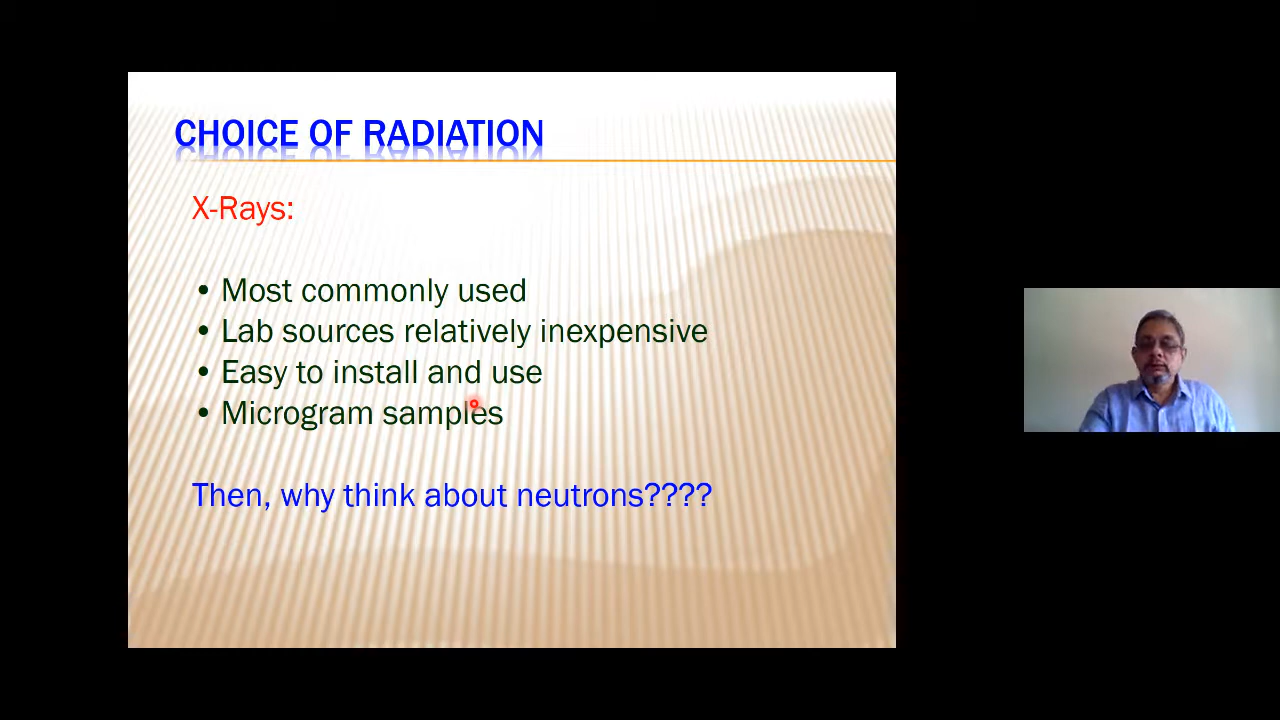 CHOICE OF RADIATION
X-Rays:
• Most commonly used
• Lab sources relatively inexpensive
• Easy to install and use
• Microgram samples
Then, why think about neutrons????